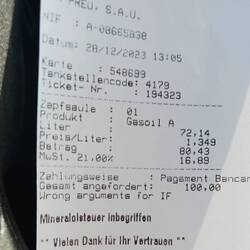 PREU, S.A.U.
NIF : A-08665838
Datum: 28/12/2023 13:05
Karte : 548699
Tankstellencode: 4179
Ticket- Nr. : 194323
Zapfsäule : 01
Produkt : Gasoil A
Liter : 72,14
Preis/Liter: 1,349
Betrag : 80,43
MwSt. 21,00% 16,89
Zahlungsweise : Pagament Bancar
Gesamt angefordert: 100,00
Wrong arguments for IF
Mineralölsteuer inbegriffen
** Vielen Dank für Ihr Vertrauen **